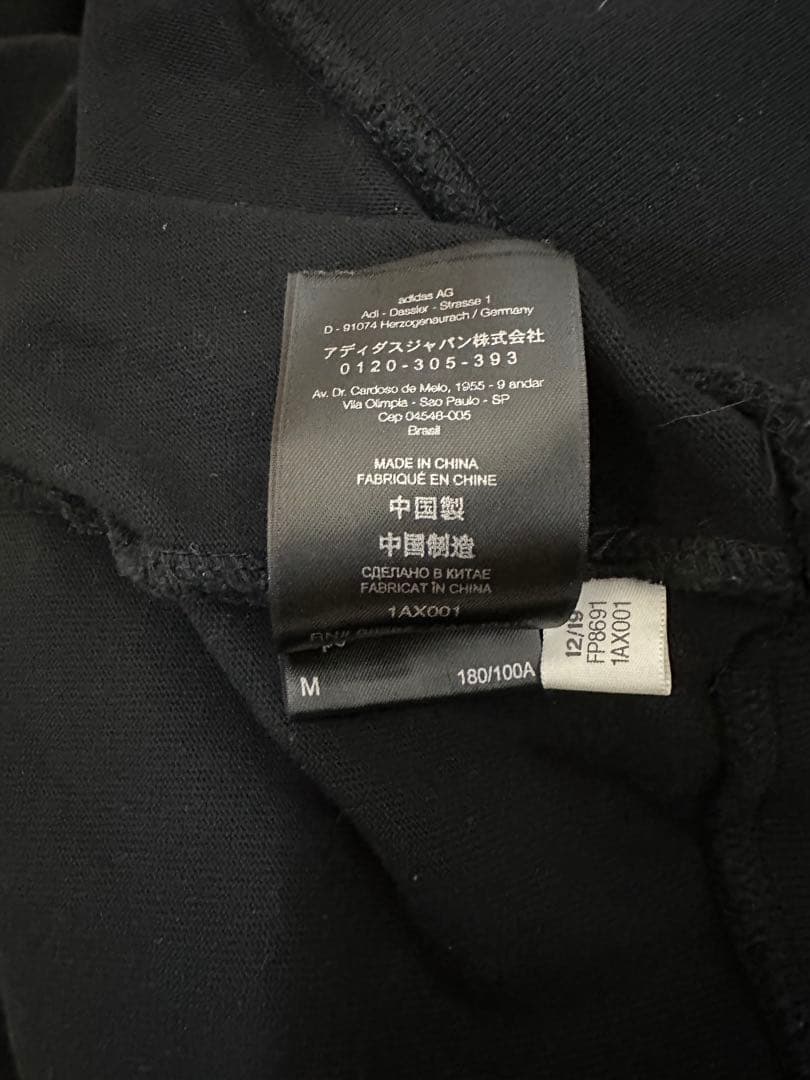 adidas AG
Adi - Dassler - Strasse 1
D - 91074 Herzogenaurach / Germany
アディダスジャパン株式会社
0120-305-393
Av. Dr. Cardoso de Melo, 1955 - 9 andar
Vila Olimpia - Sao Paulo - SP
Cep 04548-005
Brasil
MADE IN CHINA
FABRIQUÉ EN CHINE
中国製
中国制造
СДЕЛАНО В КИТАЕ
FABRICAT ÎN CHINA
1AX001
M 180/100A
12/19
FP8691
1AX001